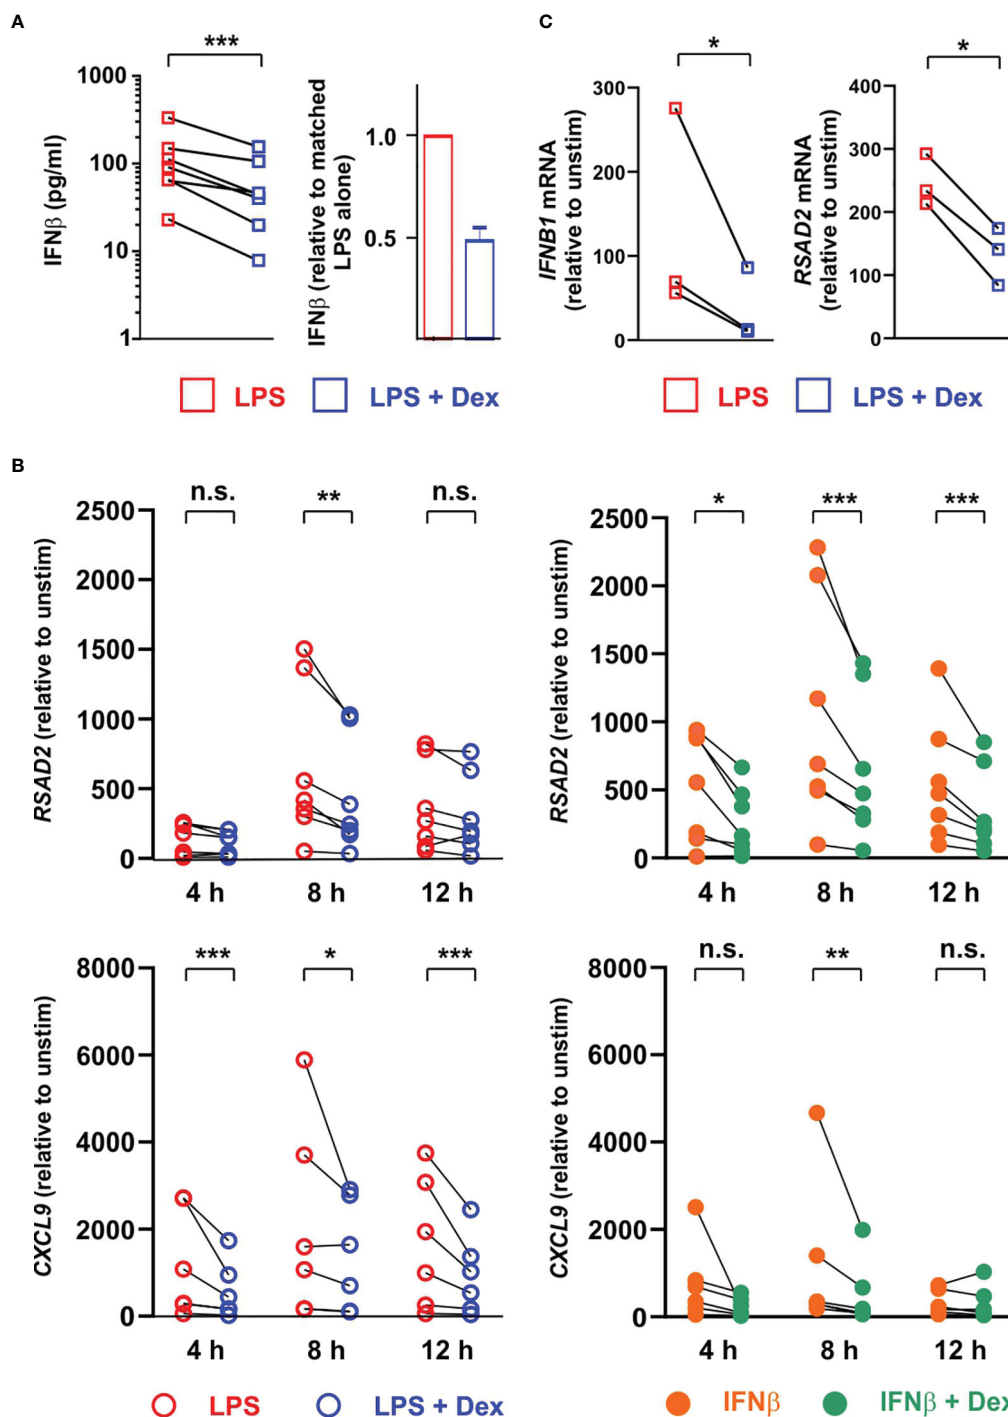 A
***
IFNβ (pg/ml)
1000
100
10
1
IFNβ (relative to matched
LPS alone)
1.0
0.5
LPS
LPS + Dex
C
*
IFNB1 mRNA
(relative to unstim)
300
200
100
0
*
RSAD2 mRNA
(relative to unstim)
400
300
200
100
0
LPS
LPS + Dex
B
n.s.
**
n.s.
RSAD2 (relative to unstim)
2500
2000
1500
1000
500
0
4 h
8 h
12 h
*
***
***
RSAD2 (relative to unstim)
2500
2000
1500
1000
500
0
4 h
8 h
12 h
***
*
***
CXCL9 (relative to unstim)
8000
6000
4000
2000
0
4 h
8 h
12 h
LPS
LPS + Dex
n.s.
**
n.s.
CXCL9 (relative to unstim)
8000
6000
4000
2000
0
4 h
8 h
12 h
IFNβ
IFNβ + Dex